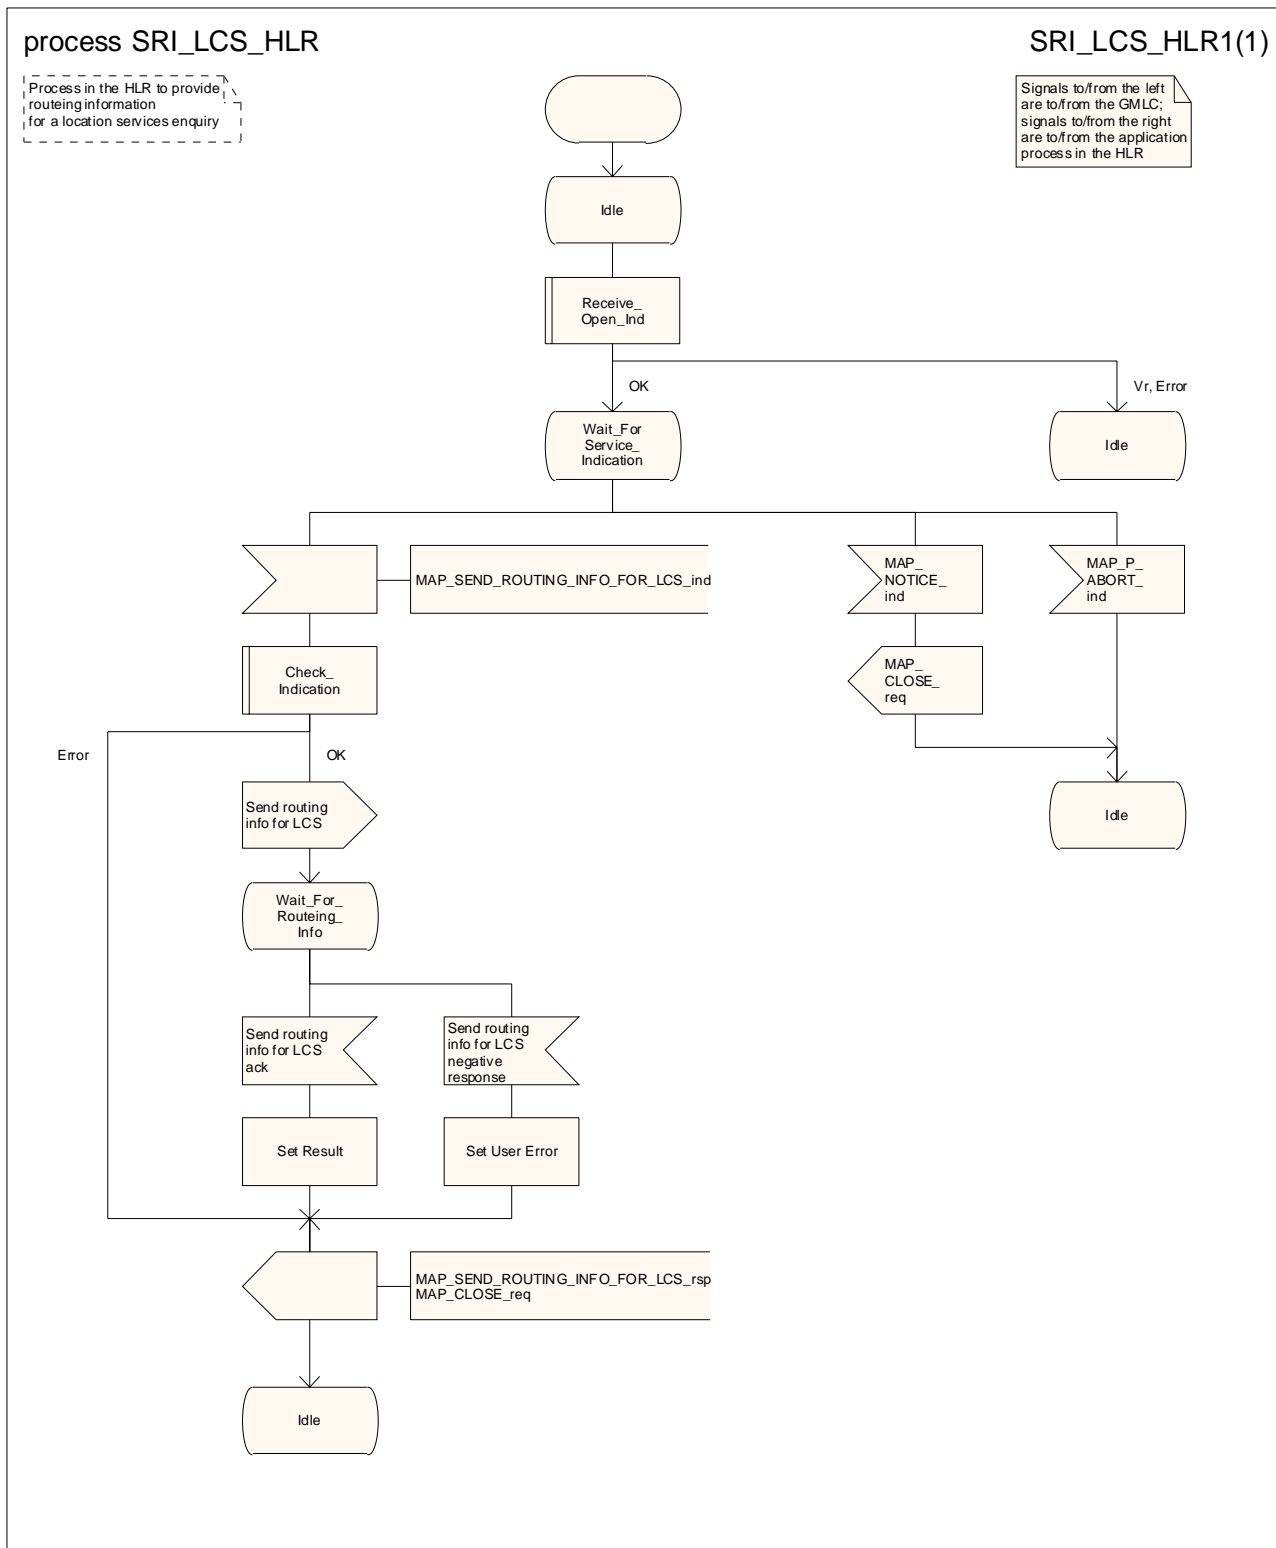 process SRI_LCS_HLR
SRI_LCS_HLR1(1)
Process in the HLR to provide
routeing information
for a location services enquiry
Signals to/from the left
are to/from the GMLC;
signals to/from the right
are to/from the application
process in the HLR
Idle
Receive_
Open_Ind
OK
Vr, Error
Wait_For
Service_
Indication
Idle
MAP_SEND_ROUTING_INFO_FOR_LCS_ind
MAP_
NOTICE_
ind
MAP_P_
ABORT_
ind
Check_
Indication
MAP_
CLOSE_
req
Error
OK
Send routing
info for LCS
Idle
Wait_For_
Routeing_
Info
Send routing
info for LCS
ack
Send routing
info for LCS
negative
response
Set Result
Set User Error
MAP_SEND_ROUTING_INFO_FOR_LCS_rsp
MAP_CLOSE_req
Idle